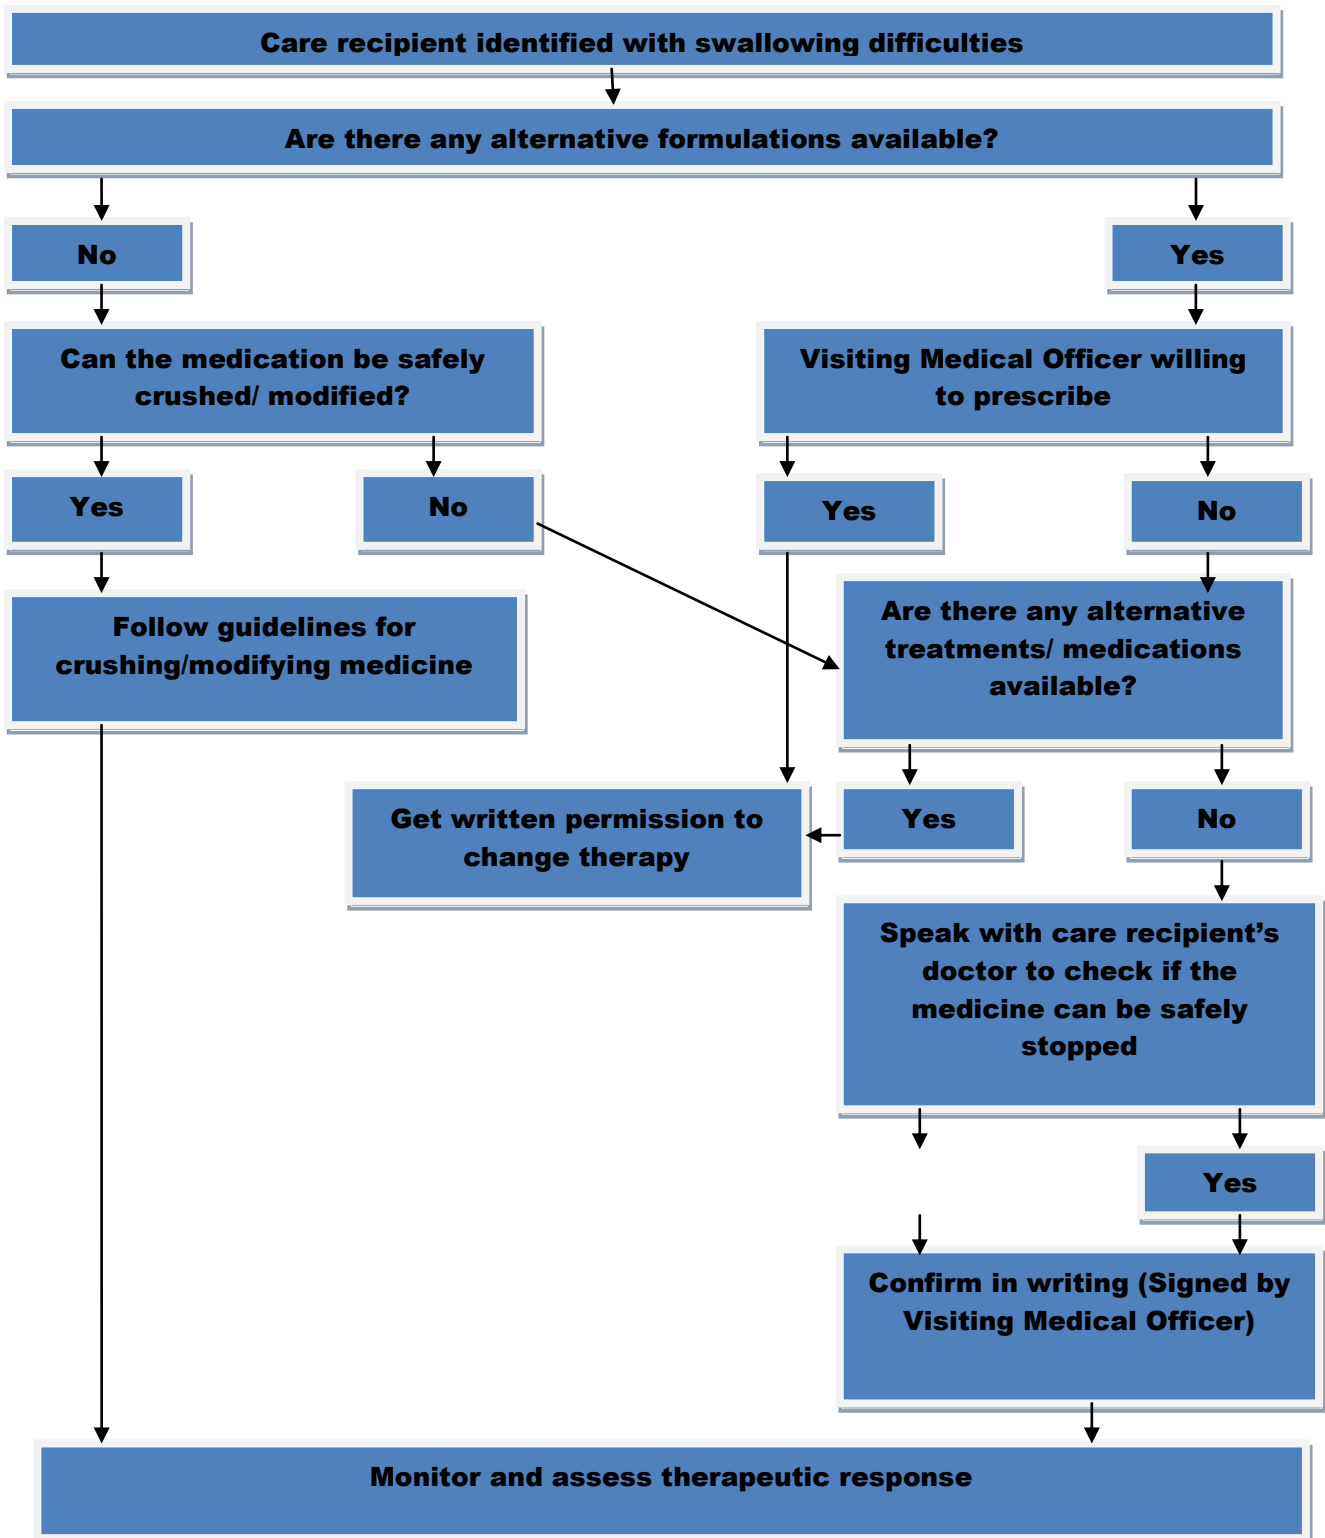 Care recipient identified with swallowing difficulties
Are there any alternative formulations available?
No
Yes
Can the medication be safely
crushed/ modified?
Visiting Medical Officer willing
to prescribe
Yes
No
Yes
No
Follow guidelines for
crushing/modifying medicine
Are there any alternative
treatments/ medications
available?
Get written permission to
change therapy
Yes
No
Speak with care recipient’s
doctor to check if the
medicine can be safely
stopped
Yes
Confirm in writing (Signed by
Visiting Medical Officer)
Monitor and assess therapeutic response